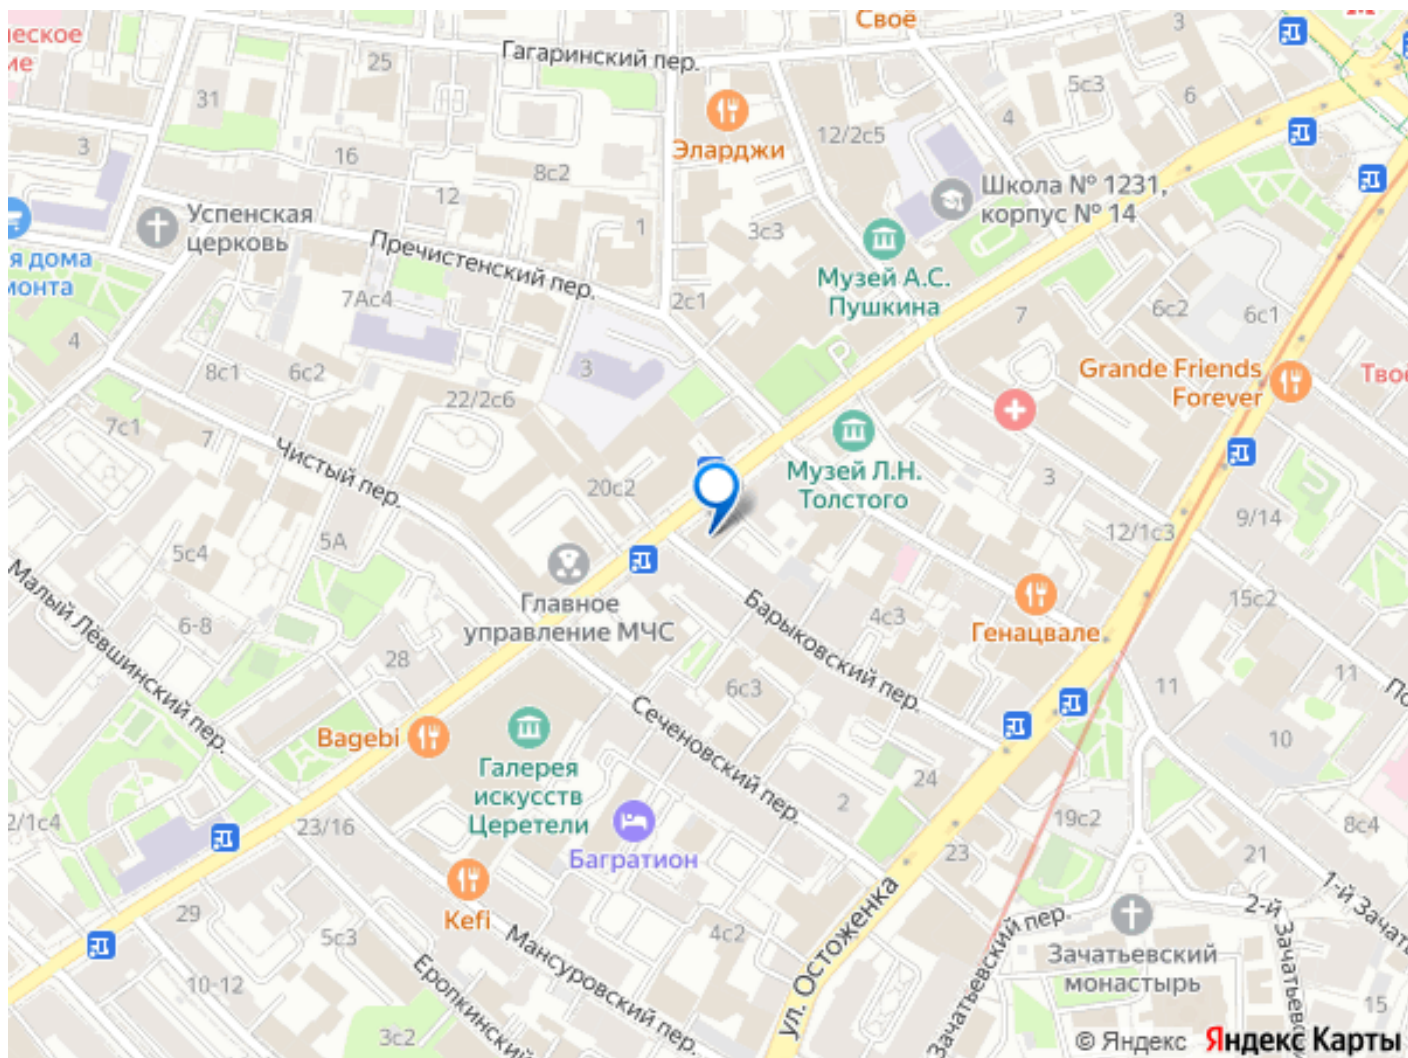 еское
ие
25
Гагаринский пер.
Своё
3
5с3
6
31
Эларджи
12/2с5
4
3
16
12
8с2
Школа № 1231,
корпус № 14
Успенская
церковь
1
3с3
я дома
монта
Пречистенский пер.
7Ас4
2с1
Музей А.С.
Пушкина
7
6с2
6с1
4
8с1
6с2
3
22/2с6
P
Grande Friends
Forever
Твоё
7с1
7
Чистый пер.
20с2
Музей Л.Н.
Толстого
3
12/1с3
9/14
5с4
5А
Малый Лёвшинский пер.
6-8
28
Главное
управление МЧС
Барыковский пер.
4с3
Генацвале
15с2
11
11
По
10
6с3
Сеченовский пер.
Bagebi
Галерея
искусств
Церетели
24
2
2/1с4
23/16
Багратион
19с2
8с4
23
21
29
Kefi
5с3
10-12
Мансуровский пер.
Еропкинский
3с2
4с2
ул. Остоженка
Зачатьевский пер.
Зачатьевский
монастырь
2-й Зачатьевс
1-й Зачать
15
© Яндекс Яндекс Карты